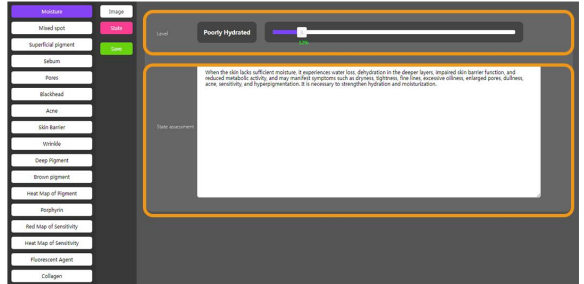 Moisture
Mixed spot
Superficial pigment
Sebum
Pores
Blackhead
Acne
Skin Barrier
Wrinkle
Deep Pigment
Brown pigment
Heat Map of Pigment
Porphyrin
Red Map of Sensitivity
Heat Map of Sensitivity
Fluorescent Agent
Collagen
Image
State
Save
Level
Poorly Hydrated
12%
State assessment
When the skin lacks sufficient moisture, it experiences water loss, dehydration in the deeper layers, impaired skin barrier function, and
reduced metabolic activity, and may manifest symptoms such as dryness, tightness, fine lines, excessive oiliness, enlarged pores, dullness,
acne, sensitivity, and hyperpigmentation. It is necessary to strengthen hydration and moisturization.